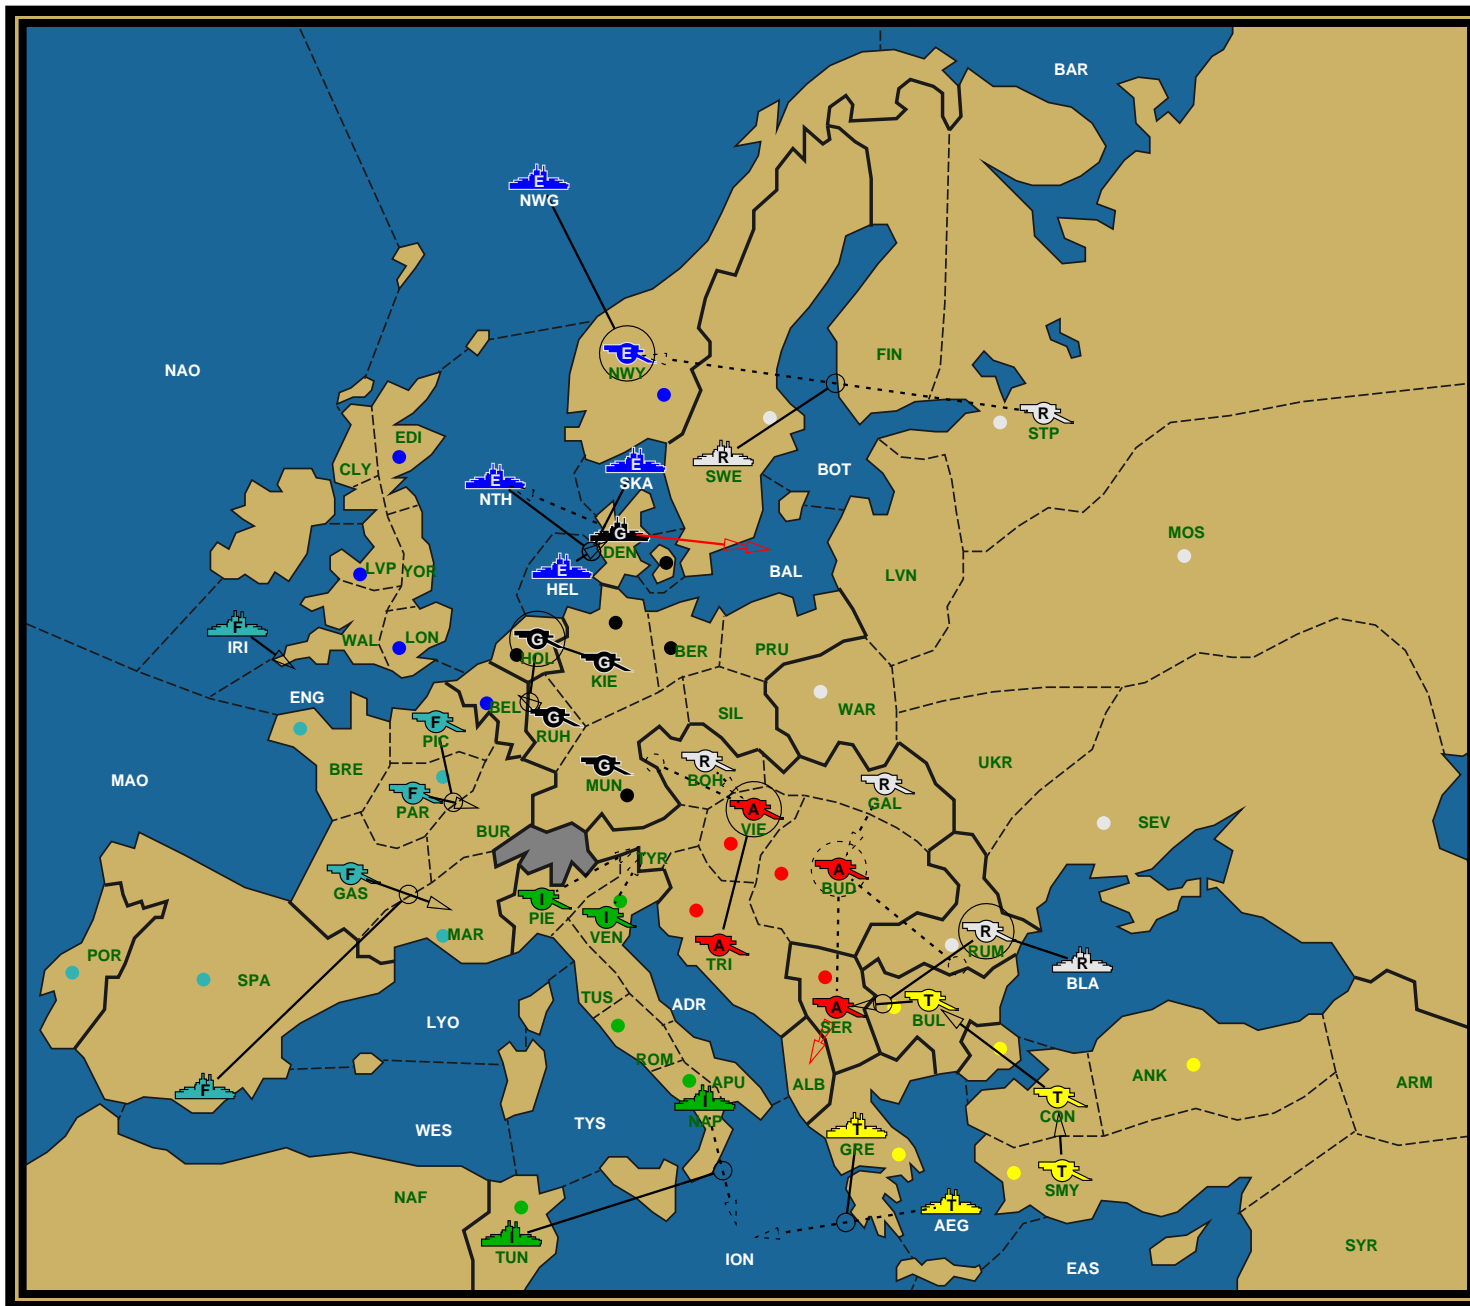 BAR
E
NWG
NAO
E
NWY
FIN
R
STP
EDI
CLY
E
NTH
E
SKA
R
SWE
BOT
G
DEN
MOS
LVP
YOR
E
HEL
BAL
LVN
F
IRI
WAL
LON
G
HOL
G
KIE
BER
PRU
ENG
BEL
F
PIC
G
RUH
SIL
WAR
BRE
MAO
R
BOH
UKR
G
MUN
R
GAL
F
PAR
A
VIE
SEV
BUR
TYR
F
GAS
A
BUD
I
PIE
I
VEN
MAR
A
TRI
R
RUM
POR
SPA
R
BLA
TUS
ADR
A
SER
T
BUL
LYO
ROM
APU
ALB
ANK
ARM
F
I
NAP
T
CON
WES
TYS
T
GRE
T
SMY
NAF
T
AEG
I
TUN
ION
EAS
SYR